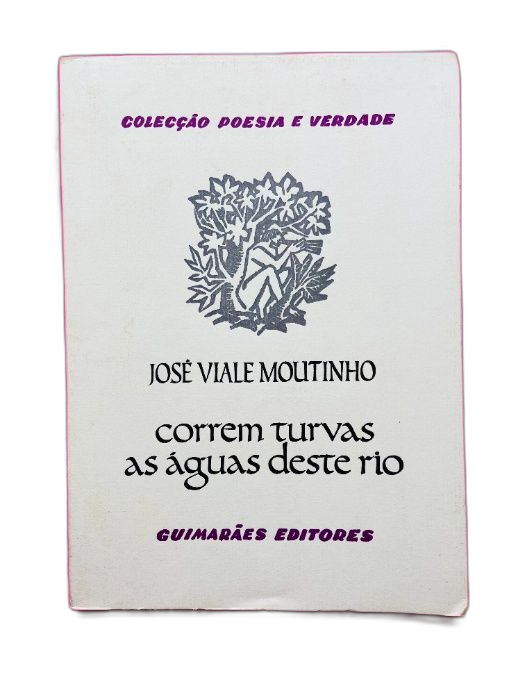 COLECÇÃO POESIA E VERDADE
JOSÉ VIALE MOUTINHO
correm turvas
as águas deste rio
GUIMARÃES EDITORES